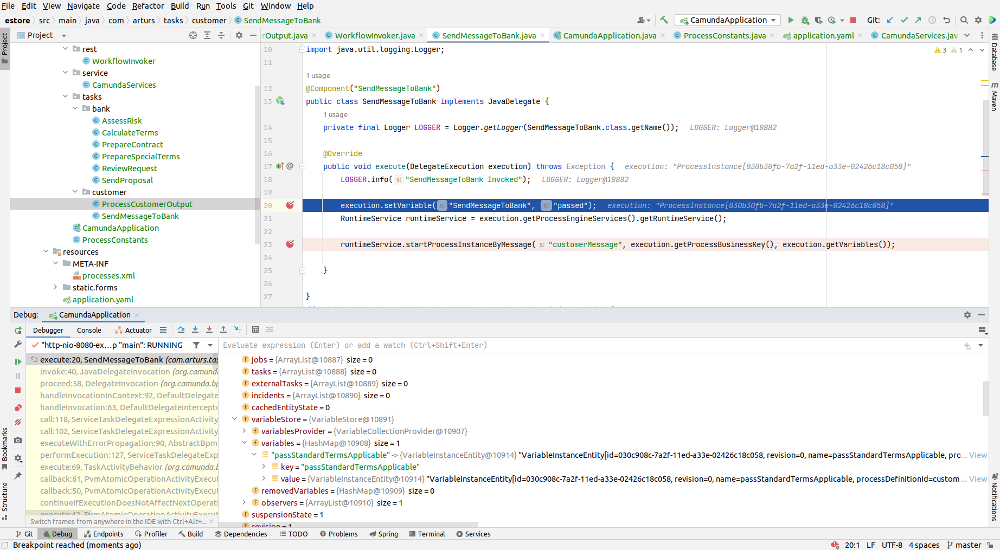 File Edit View Navigate Code Refactor Build Run Tools Git Window Help
estore src main java com arturs tasks customer SendMessageToBank
CamundaApplication
Git:
Project
rOutput.java WorkflowInvoker.java SendMessageToBank.java CamundaApplication.java ProcessConstants.java application.yaml CamundaServices.jav
Project
rest
WorkflowInvoker
service
CamundaServices
tasks
bank
AssessRisk
CalculateTerms
PrepareContract
PrepareSpecialTerms
ReviewRequest
SendProposal
customer
ProcessCustomerOutput
SendMessageToBank
CamundaApplication
ProcessConstants
resources
META-INF
processes.xml
static.forms
application.yaml
10 import java.util.logging.Logger;
3 1
11
1 usage
12 @Component("SendMessageToBank")
13 public class SendMessageToBank implements JavaDelegate {
1 usage
14 private final Logger LOGGER = Logger.getLogger(SendMessageToBank.class.getName()); LOGGER: Logger@10882
15
16 @Override
17 @ public void execute(DelegateExecution execution) throws Exception { execution: "ProcessInstance[030b30fb-7a2f-11ed-a33e-02426c18c058]"
18 LOGGER.info( s: "SendMessageToBank Invoked"); LOGGER: Logger@10882
19
20 execution.setVariable( s: "SendMessageToBank", o: "passed"); execution: "ProcessInstance[030b30fb-7a2f-11ed-a33e-02426c18c058]"
21 RuntimeService runtimeService = execution.getProcessEngineServices().getRuntimeService();
22
23 runtimeService.startProcessInstanceByMessage( s: "customerMessage", execution.getProcessBusinessKey(), execution.getVariables());
24
25 }
26
27 }
Database
Maven
Notifications
Bookmarks
Structure
Debug: CamundaApplication
Debugger Console Actuator
"http-nio-8080-ex...p "main": RUNNING
Evaluate expression (Enter) or add a watch (Ctrl+Shift+Enter)
execute:20, SendMessageToBank (com.arturs.tas
invoke:40, JavaDelegateInvocation (org.camunda
proceed:58, DelegateInvocation (org.camunda.bp
handleInvocationInContext:92, DefaultDelegate
handleInvocation:63, DefaultDelegateIntercepto
call:118, ServiceTaskDelegateExpressionActivity
call:102, ServiceTaskDelegateExpressionActivity
executeWithErrorPropagation:90, AbstractBpm
performExecution:127, ServiceTaskDelegateExp
execute:69, TaskActivityBehavior (org.camunda.b
callback:61, PvmAtomicOperationActivityExecut
callback:50, PvmAtomicOperationActivityExecut
continueIfExecutionDoesNotAffectNextOperati
execute:42, PvmAtomicOperationActivityExecut
Switch frames from anywhere in the IDE with Ctrl+Alt+...
jobs = {ArrayList@10887} size = 0
tasks = {ArrayList@10888} size = 0
externalTasks = {ArrayList@10889} size = 0
incidents = {ArrayList@10890} size = 0
cachedEntityState = 0
variableStore = {VariableStore@10891}
variablesProvider = {VariableCollectionProvider@10907}
variables = {HashMap@10908} size = 1
"passStandardTermsApplicable" -> {VariableInstanceEntity@10914} "VariableInstanceEntity[id=030c908c-7a2f-11ed-a33e-02426c18c058, revision=0, name=passStandardTermsApplicable, pro... View
key = "passStandardTermsApplicable"
value = {VariableInstanceEntity@10914} "VariableInstanceEntity[id=030c908c-7a2f-11ed-a33e-02426c18c058, revision=0, name=passStandardTermsApplicable, processDefinitionId=custom... View
removedVariables = {HashMap@10909} size = 0
observers = {ArrayList@10910} size = 1
suspensionState = 1
revision = 1
Git Debug Endpoints Profiler Build Dependencies TODO Problems Spring Terminal Services
Breakpoint reached (moments ago)
20:1 LF UTF-8 4 spaces master